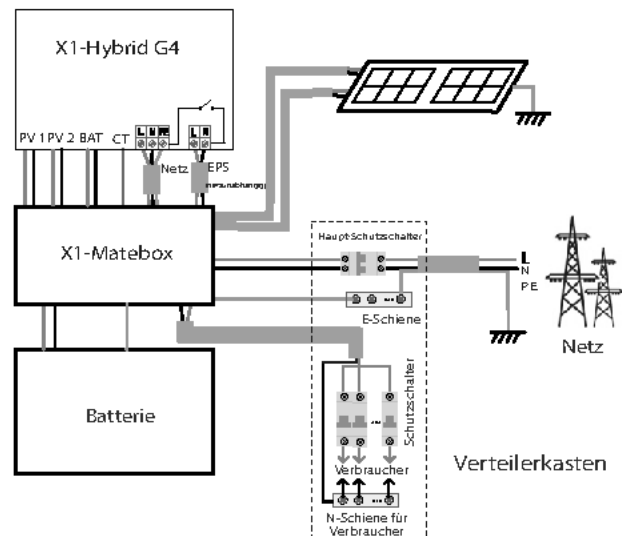 X1-Hybrid G4
L N PE
L N
PV 1 PV 2 BAT CT
Netz
EPS
X1-Matebox
Haupt-Schutzschalter
L
N
PE
E-Schiene
Netz
Batterie
Schutzschalter
Verbraucher
Verteilerkasten
N-Schiene für
Verbraucher